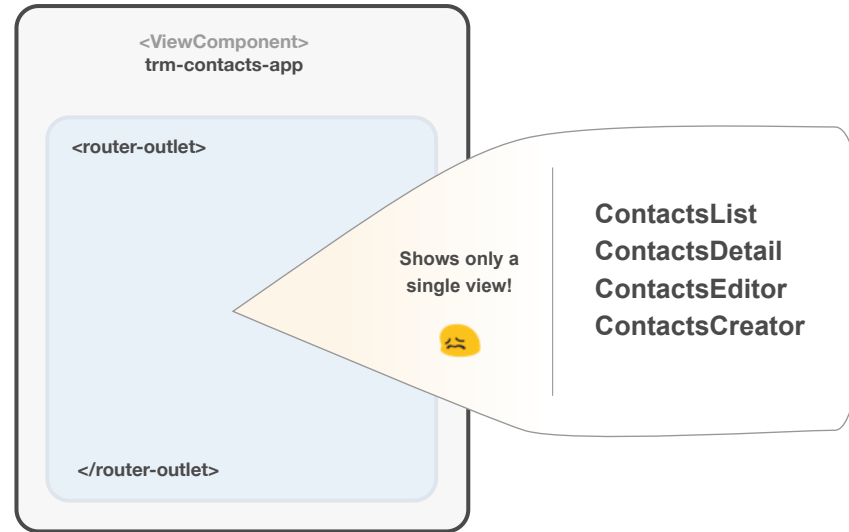 <ViewComponent>
trm-contacts-app
<router-outlet>
Shows only a
single view!
ContactsList
ContactsDetail
ContactsEditor
ContactsCreator
</router-outlet>